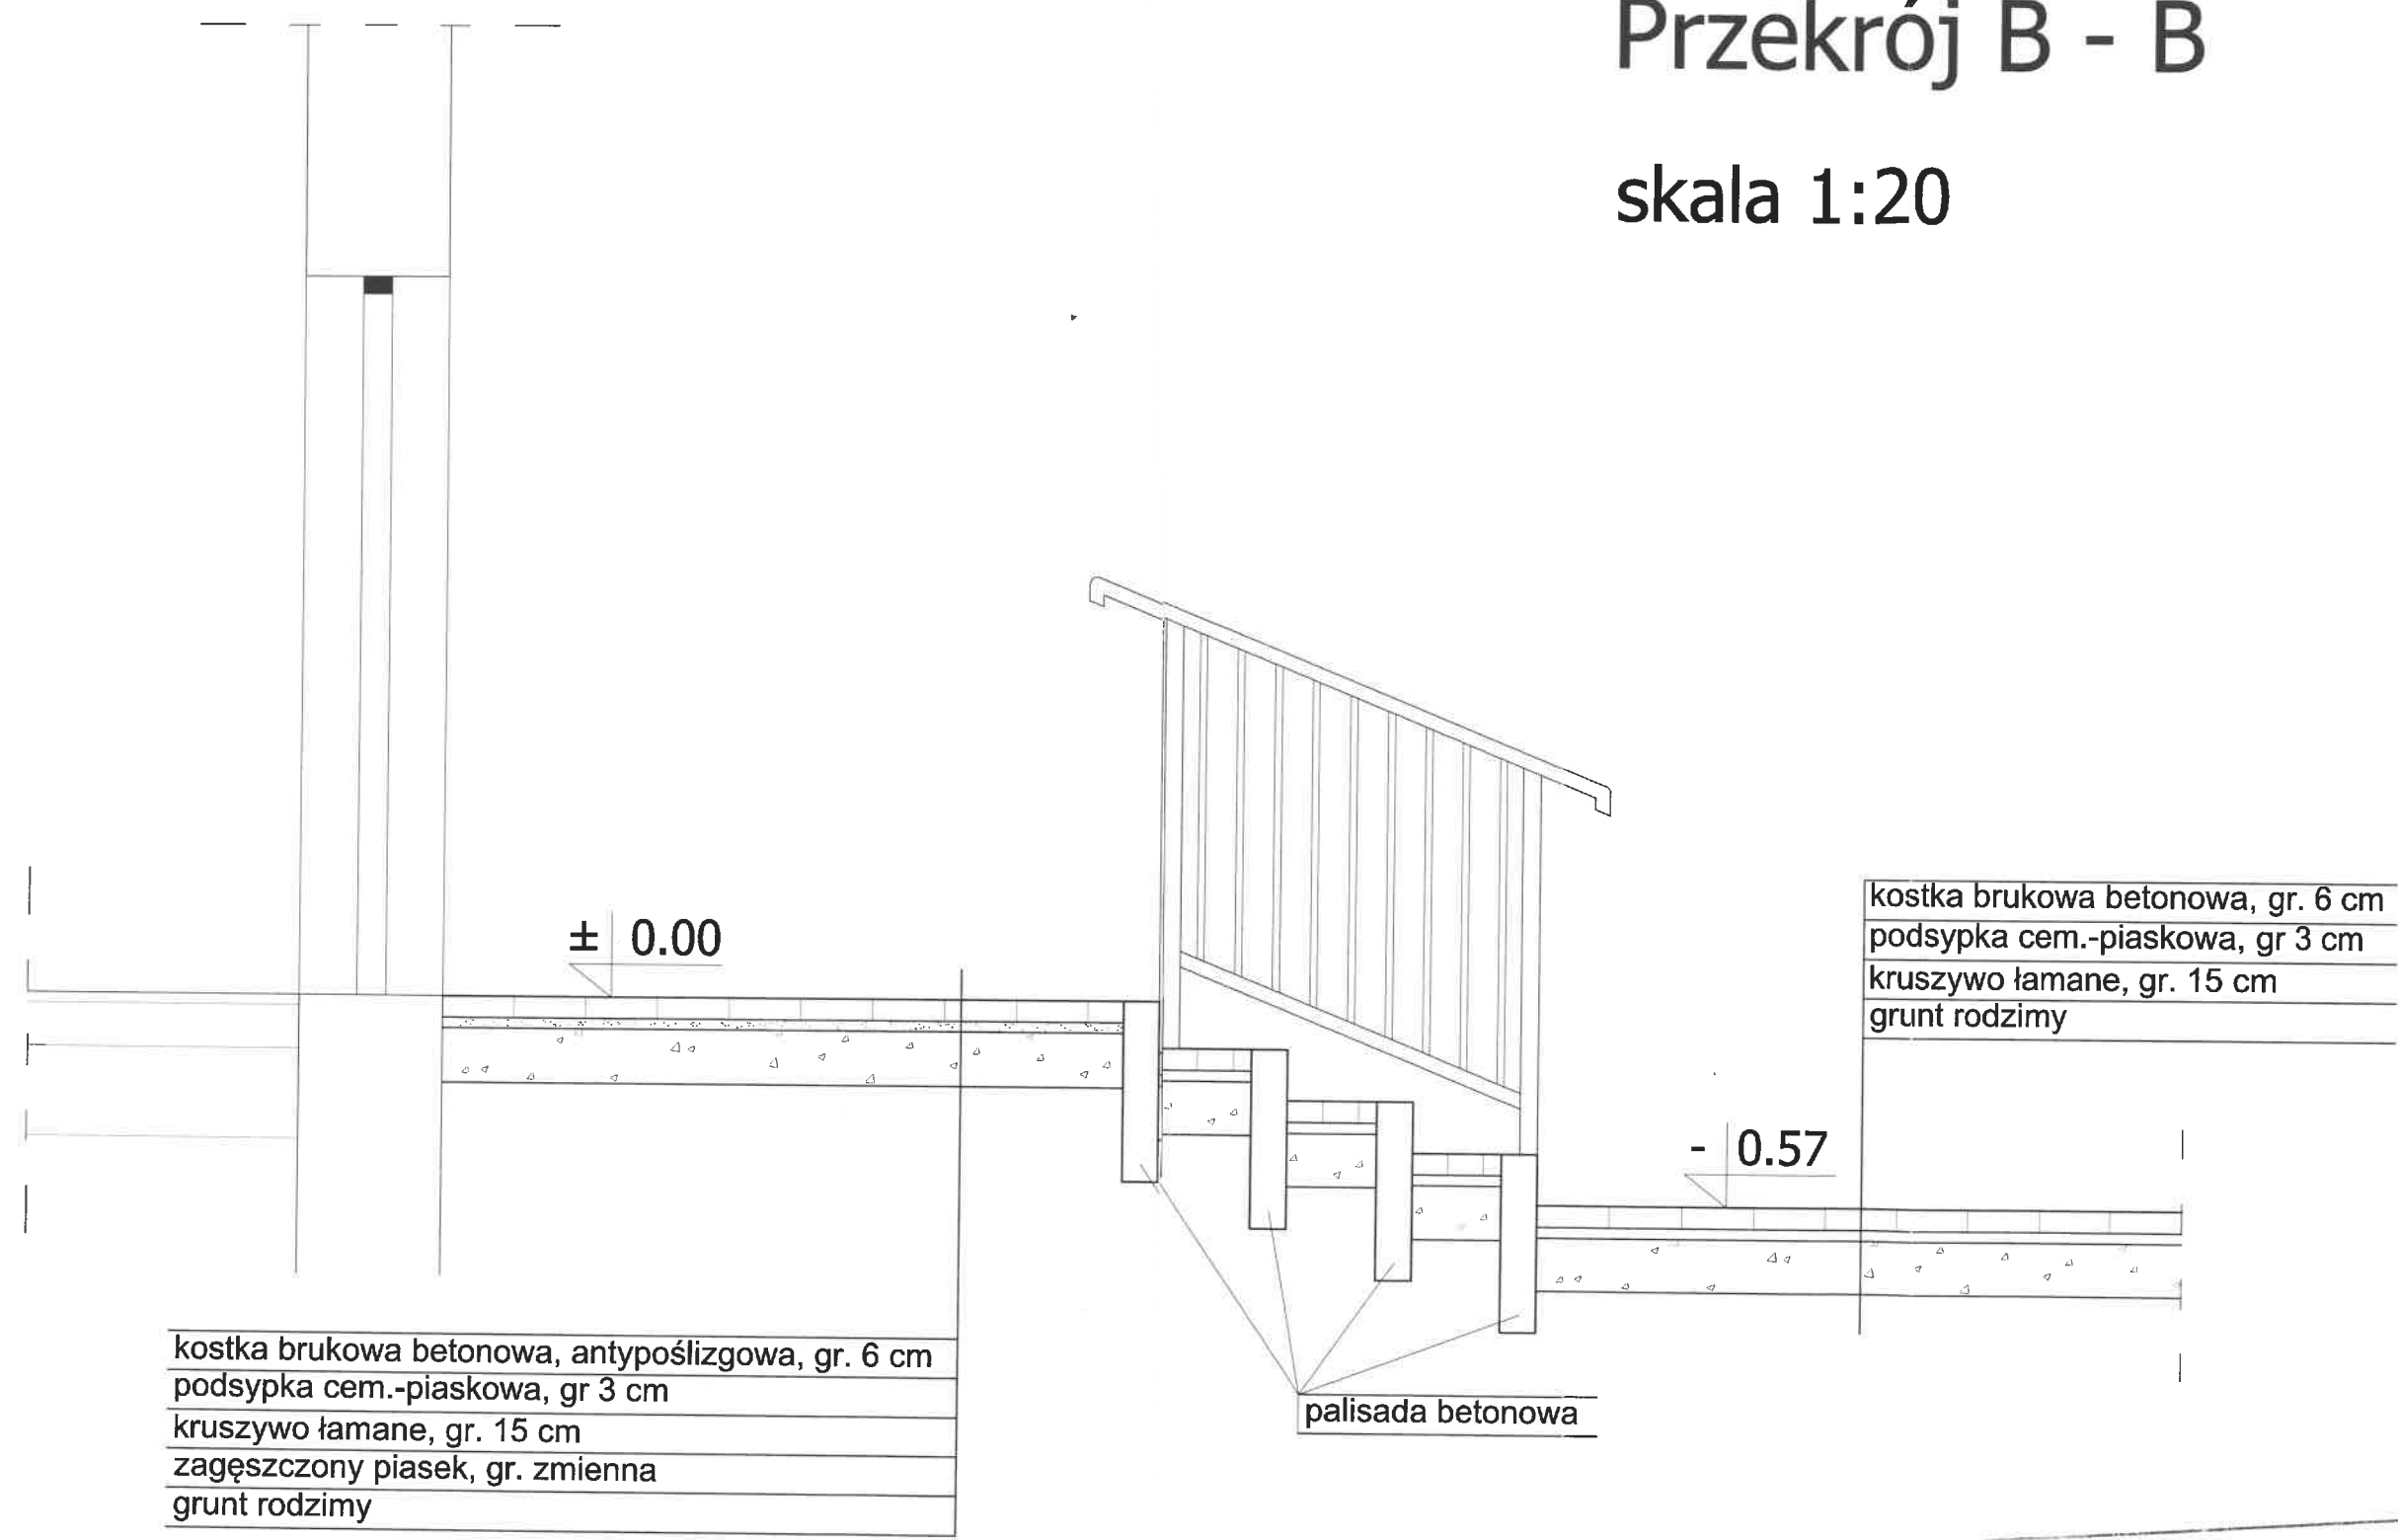 Przekrój B - B
skala 1:20
± 0.00
kostka brukowa betonowa, gr. 6 cm
podsypka cem.-piaskowa, gr 3 cm
kruszywo łamane, gr. 15 cm
grunt rodzimy
- 0.57
kostka brukowa betonowa, antypoślizgowa, gr. 6 cm
podsypka cem.-piaskowa, gr 3 cm
kruszywo łamane, gr. 15 cm
zagęszczony piasek, gr. zmienna
grunt rodzimy
palisada betonowa